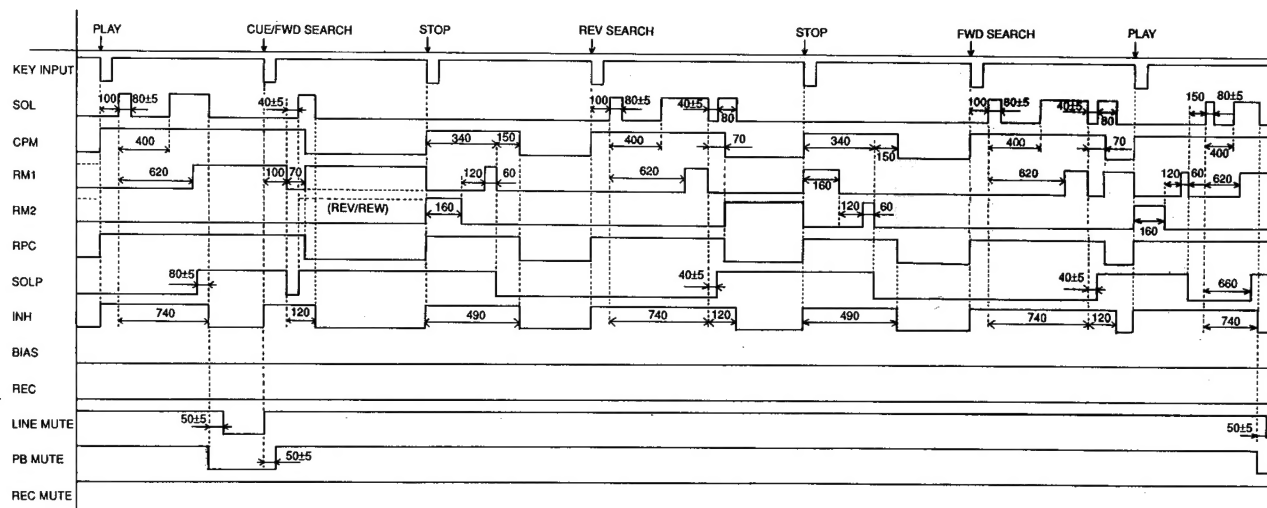 PLAY CUE/FWD SEARCH STOP REV SEARCH STOP FWD SEARCH PLAY
KEY INPUT
SOL 100 80±5 40±5 100 80±5 40±5 80 100 80±5 40±5 80 150 80±5
CPM 400 340 150 400 70 340 150 400 70 400
RM1 620 100 70 120 60 620 160 620 120 60 620
RM2 (REV/REW) 160 120 60 160
RPC
SOLP 80±5 40±5 40±5 660
INH 740 120 490 740 120 490 740 120 740
BIAS
REC
LINE MUTE 50±5 50±5
PB MUTE 50±5
REC MUTE